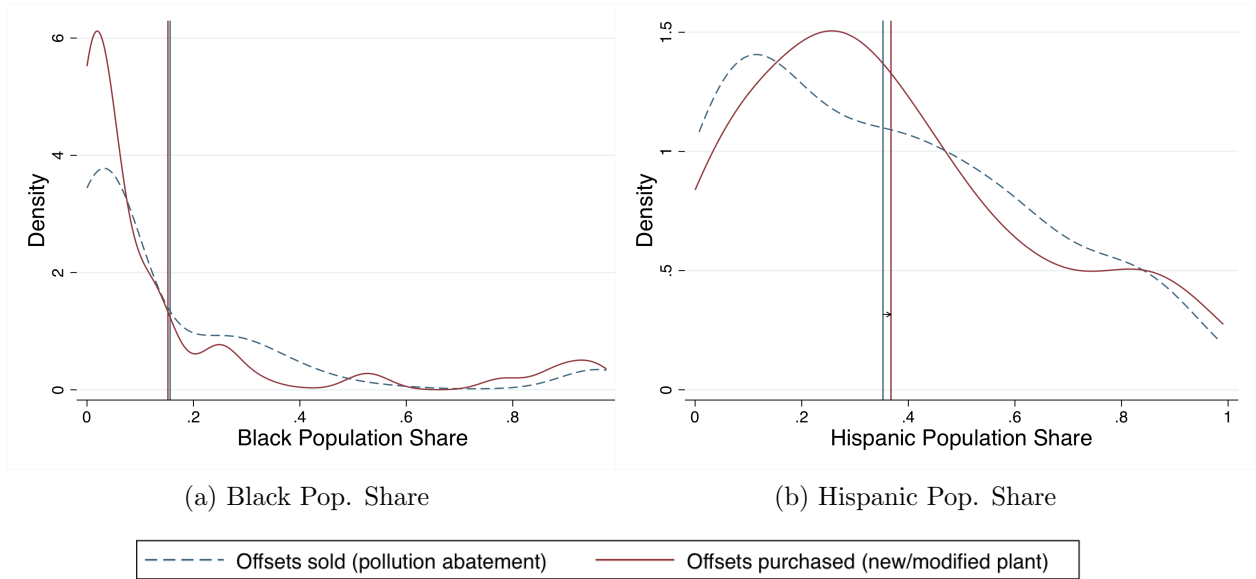 6
4
2
0
Density
0
.2
.4
.6
.8
Black Population Share
(a) Black Pop. Share
1.5
1
.5
0
Density
0
.2
.4
.6
.8
1
Hispanic Population Share
(b) Hispanic Pop. Share
Offsets sold (pollution abatement)
Offsets purchased (new/modified plant)